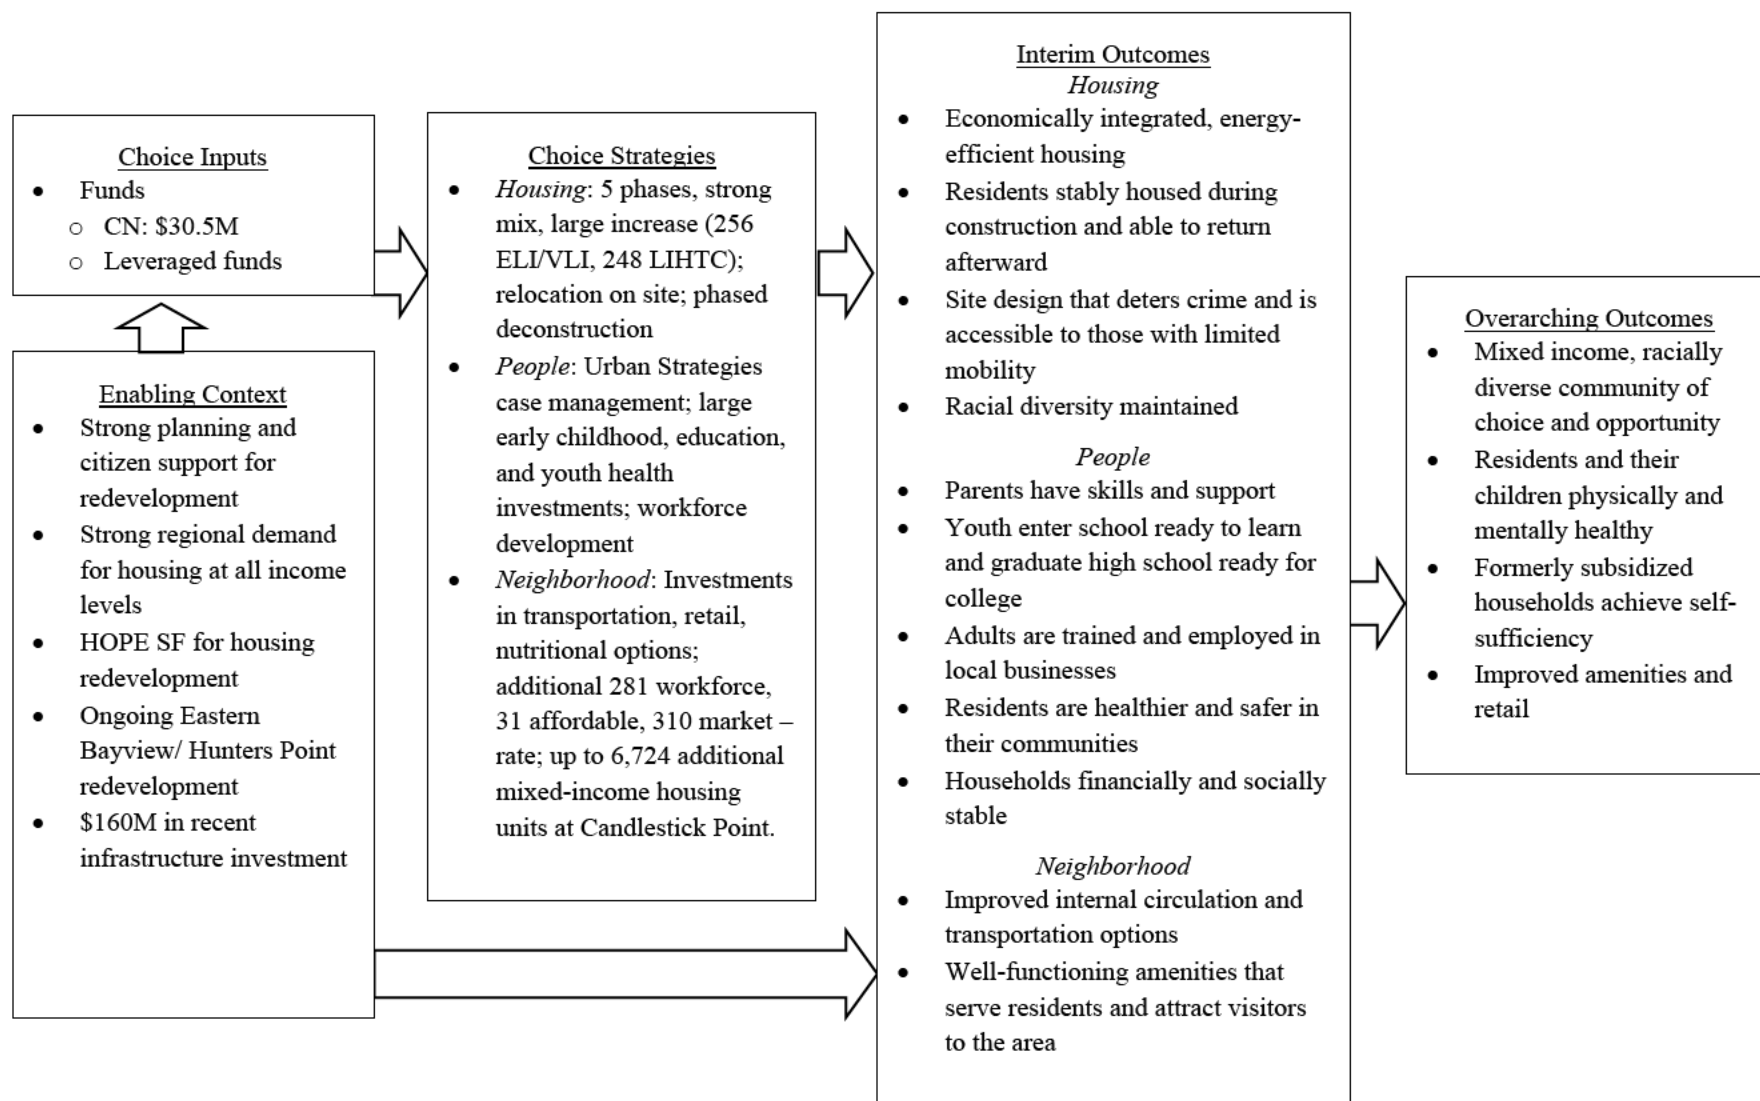 Choice Inputs
• Funds
o CN: $30.5M
o Leveraged funds
Enabling Context
• Strong planning and
citizen support for
redevelopment
• Strong regional demand
for housing at all income
levels
• HOPE SF for housing
redevelopment
• Ongoing Eastern
Bayview/ Hunters Point
redevelopment
• $160M in recent
infrastructure investment
Choice Strategies
• Housing: 5 phases, strong
mix, large increase (256
ELI/VLI, 248 LIHTC);
relocation on site; phased
deconstruction
• People: Urban Strategies
case management; large
early childhood, education,
and youth health
investments; workforce
development
• Neighborhood: Investments
in transportation, retail,
nutritional options;
additional 281 workforce,
31 affordable, 310 market –
rate; up to 6,724 additional
mixed-income housing
units at Candlestick Point.
Interim Outcomes
Housing
• Economically integrated, energy-
efficient housing
• Residents stably housed during
construction and able to return
afterward
• Site design that deters crime and is
accessible to those with limited
mobility
• Racial diversity maintained
People
• Parents have skills and support
• Youth enter school ready to learn
and graduate high school ready for
college
• Adults are trained and employed in
local businesses
• Residents are healthier and safer in
their communities
• Households financially and socially
stable
Neighborhood
• Improved internal circulation and
transportation options
• Well-functioning amenities that
serve residents and attract visitors
to the area
Overarching Outcomes
• Mixed income, racially
diverse community of
choice and opportunity
• Residents and their
children physically and
mentally healthy
• Formerly subsidized
households achieve self-
sufficiency
• Improved amenities and
retail